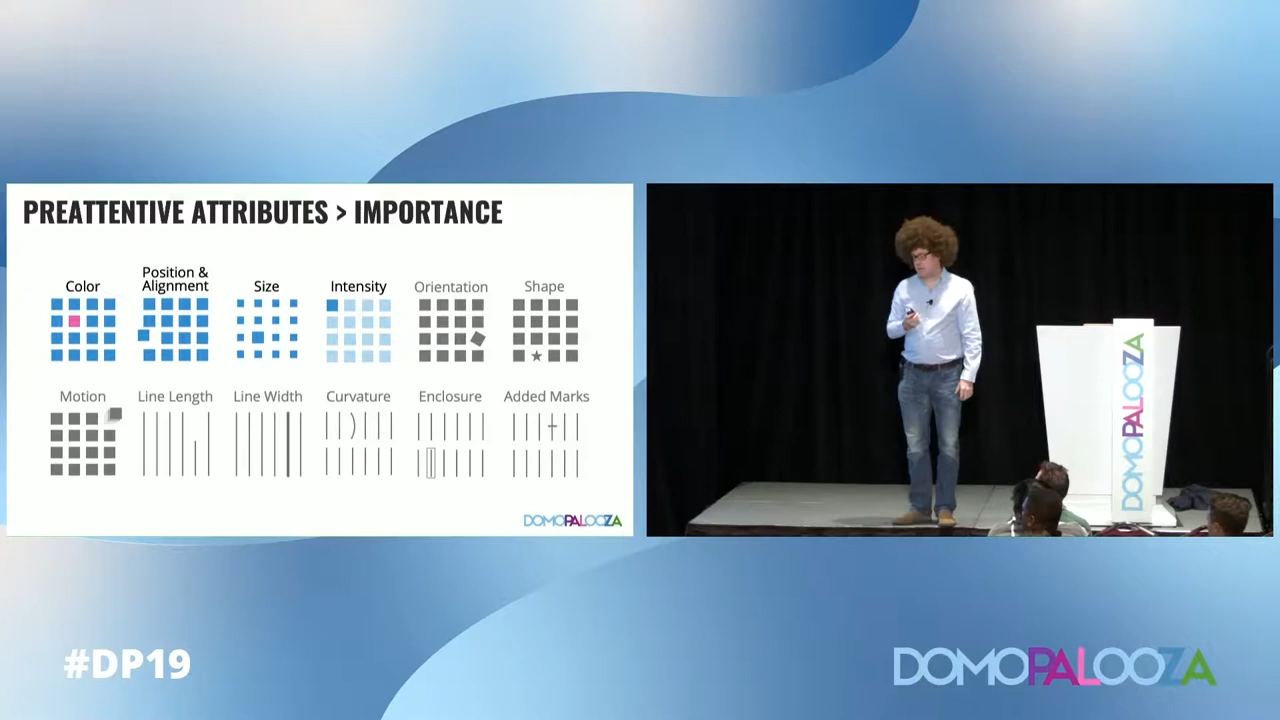 PREATTENTIVE ATTRIBUTES > IMPORTANCE
Color
Position &
Alignment
Size
Intensity
Orientation
Shape
Motion
Line Length
Line Width
Curvature
Enclosure
Added Marks
DOMOPALOOZA
DOMOPALOOZA
#DP19
DOMOPALOOZA